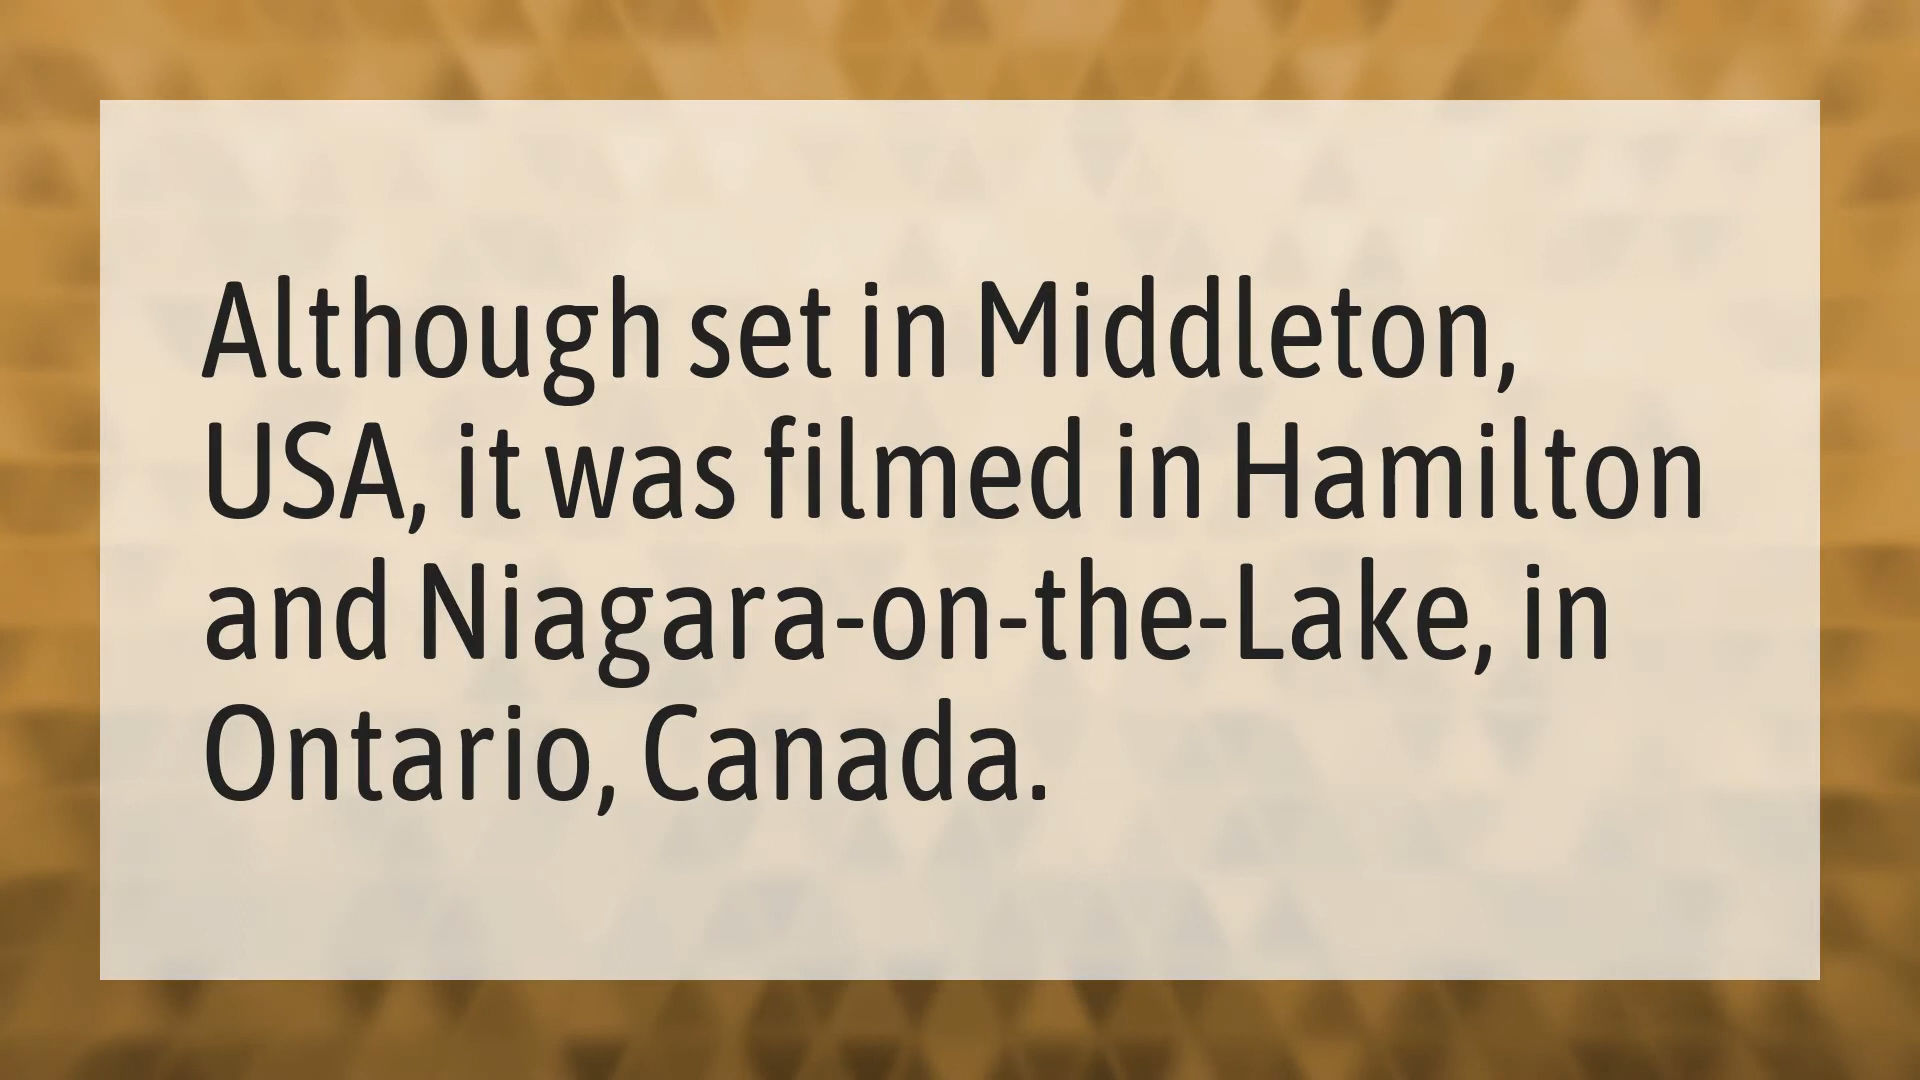 Although set in Middleton,
USA, it was filmed in Hamilton
and Niagara-on-the-Lake, in
Ontario, Canada.